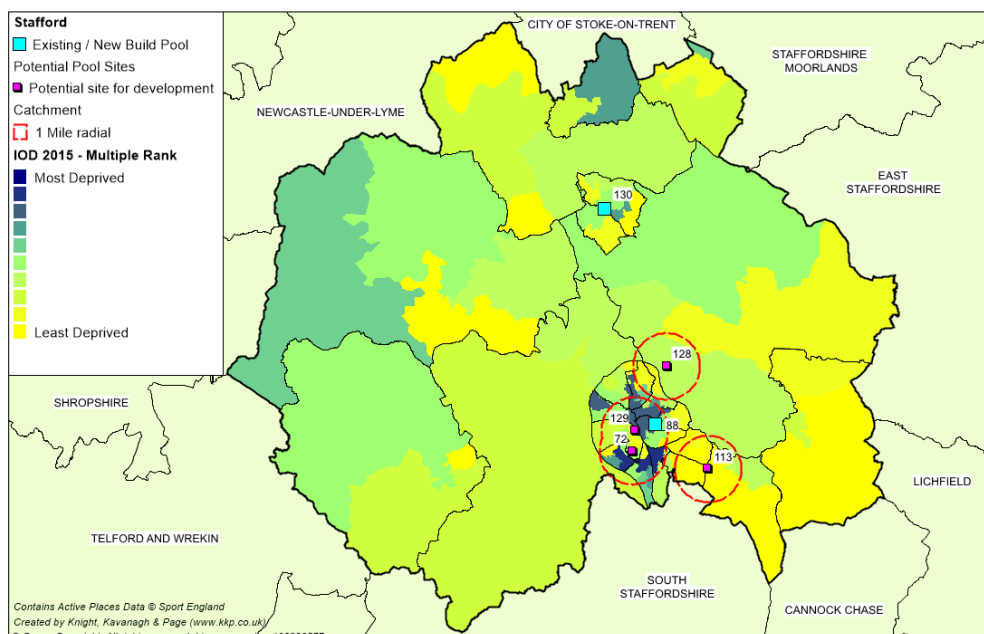 Stafford
Existing / New Build Pool
Potential Pool Sites
Potential site for development
Catchment
1 Mile radial
IOD 2015 - Multiple Rank
Most Deprived
Least Deprived
CITY OF STOKE-ON-TRENT
STAFFORDSHIRE
MOORLANDS
NEWCASTLE-UNDER-LYME
EAST
STAFFORDSHIRE
130
128
129
88
72
113
SHROPSHIRE
LICHFIELD
TELFORD AND WREKIN
SOUTH
STAFFORDSHIRE
CANNOCK CHASE
Contains Active Places Data © Sport England
Created by Knight, Kavanagh & Page (www.kkp.co.uk)